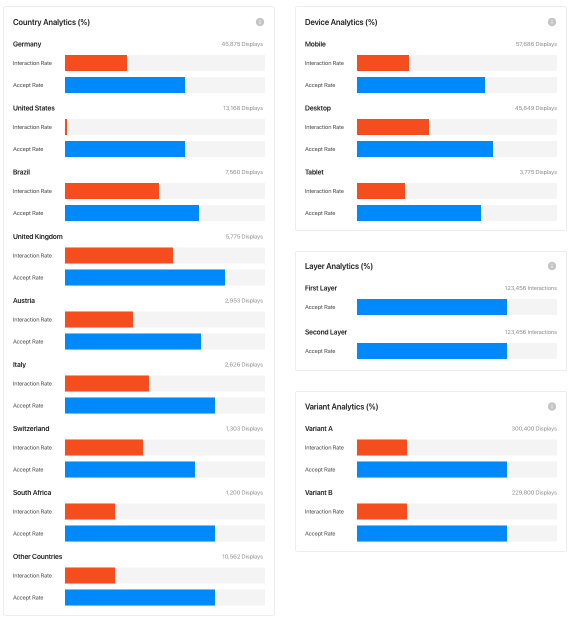 Country Analytics (%)
Germany 45,875 Displays
Interaction Rate
Accept Rate
United States 13,168 Displays
Interaction Rate
Accept Rate
Brazil 7,560 Displays
Interaction Rate
Accept Rate
United Kingdom 5,775 Displays
Interaction Rate
Accept Rate
Austria 2,953 Displays
Interaction Rate
Accept Rate
Italy 2,626 Displays
Interaction Rate
Accept Rate
Switzerland 1,303 Displays
Interaction Rate
Accept Rate
South Africa 1,200 Displays
Interaction Rate
Accept Rate
Other Countries 10,562 Displays
Interaction Rate
Accept Rate
Device Analytics (%)
Mobile 57,686 Displays
Interaction Rate
Accept Rate
Desktop 45,849 Displays
Interaction Rate
Accept Rate
Tablet 3,775 Displays
Interaction Rate
Accept Rate
Layer Analytics (%)
First Layer 123,456 Interactions
Accept Rate
Second Layer 123,456 Interactions
Accept Rate
Variant Analytics (%)
Variant A 300,400 Displays
Interaction Rate
Accept Rate
Variant B 229,800 Displays
Interaction Rate
Accept Rate